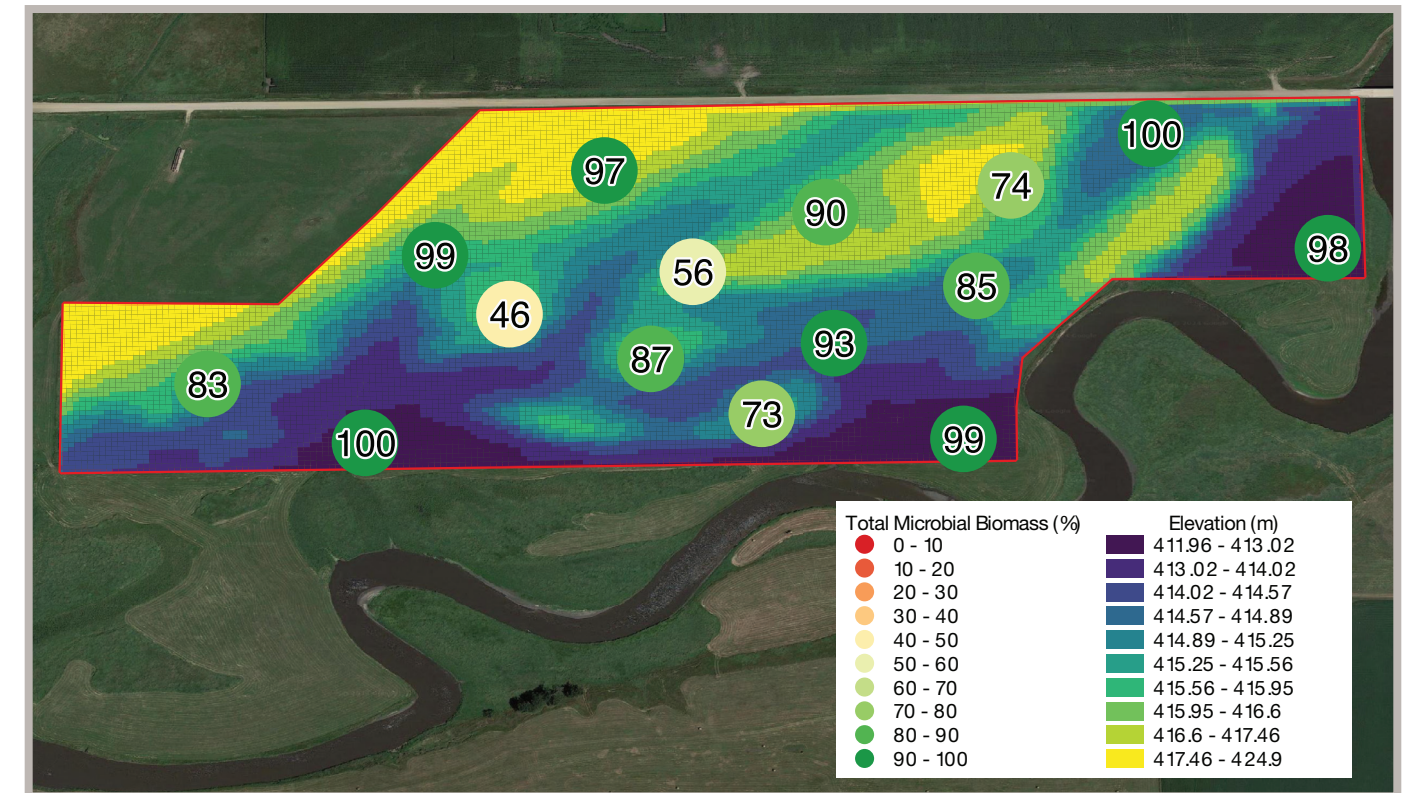 100
97
74
90
99
98
56
85
46
93
87
83
73
99
100
Total Microbial Biomass (%)
0 - 10
10 - 20
20 - 30
30 - 40
40 - 50
50 - 60
60 - 70
70 - 80
80 - 90
90 - 100
Elevation (m)
411.96 - 413.02
413.02 - 414.02
414.02 - 414.57
414.57 - 414.89
414.89 - 415.25
415.25 - 415.56
415.56 - 415.95
415.95 - 416.6
416.6 - 417.46
417.46 - 424.9